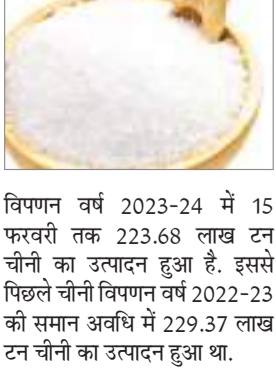 विपणन वर्ष 2023-24 में 15
फरवरी तक 223.68 लाख टन
चीनी का उत्पादन हुआ है. इससे
पिछले चीनी विपणन वर्ष 2022-23
की समान अवधि में 229.37 लाख
टन चीनी का उत्पादन हुआ था.